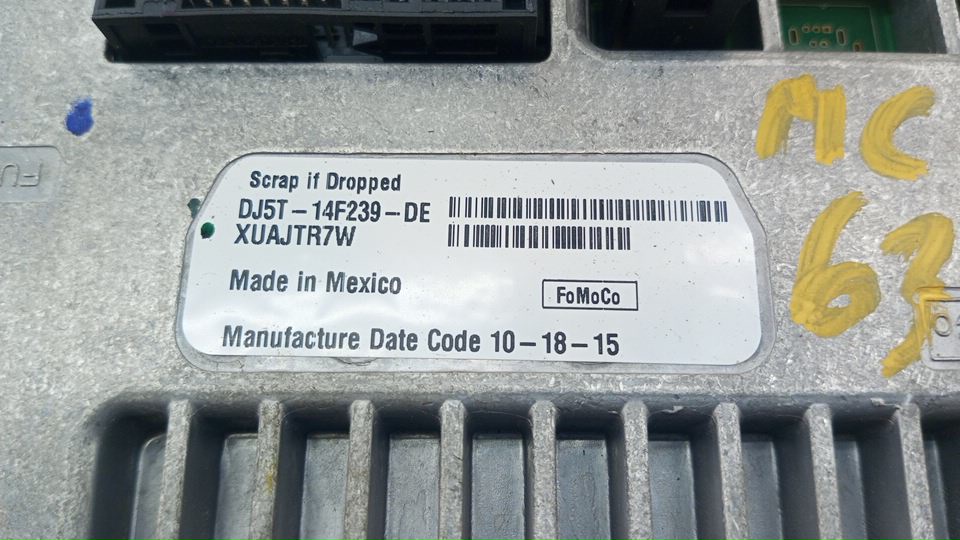 Scrap if Dropped
DJ5T-14F239-DE
XUAJTR7W
Made in Mexico
FoMoCo
Manufacture Date Code 10-18-15
MC
63
FU